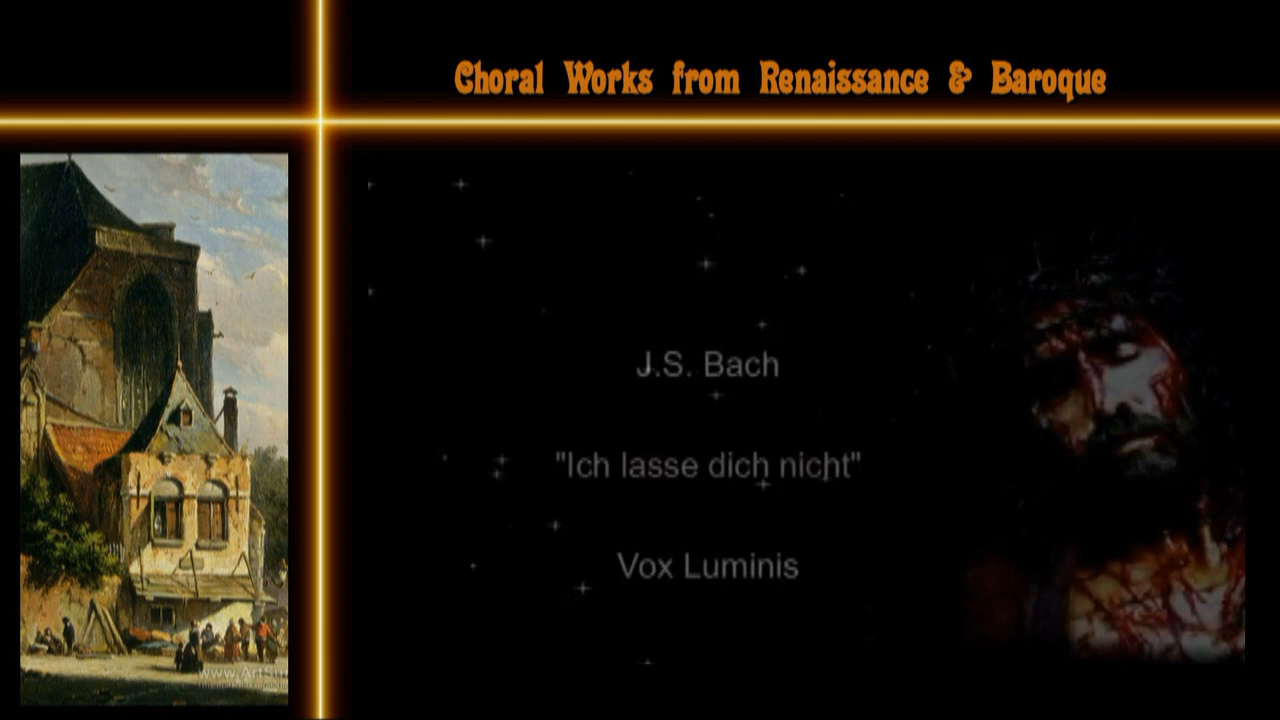 Choral Works from Renaissance & Baroque
J.S. Bach
"Ich lasse dich nicht"
Vox Luminis